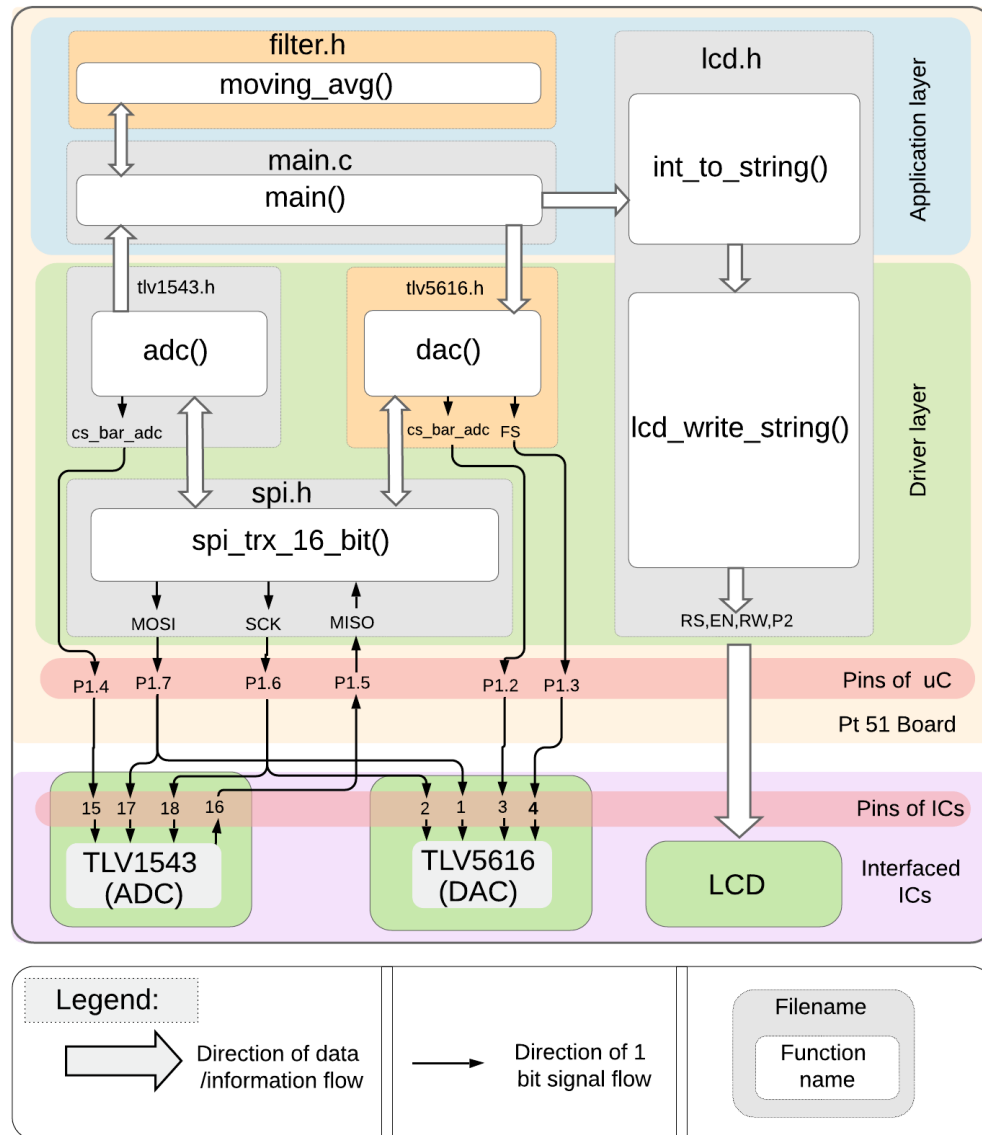 filter.h
moving_avg()
main.c
main()
lcd.h
int_to_string()
lcd_write_string()
RS,EN,RW,P2
Application layer
tlv1543.h
adc()
cs_bar_adc
tlv5616.h
dac()
cs_bar_adc FS
Driver layer
spi.h
spi_trx_16_bit()
MOSI SCK MISO
P1.4 P1.7 P1.6 P1.5 P1.2 P1.3
Pins of uC
Pt 51 Board
15 17 18 16 2 1 3 4
Pins of ICs
TLV1543
(ADC)
TLV5616
(DAC)
LCD
Interfaced
ICs
Legend:
Direction of data
/information flow
Direction of 1
bit signal flow
Filename
Function
name